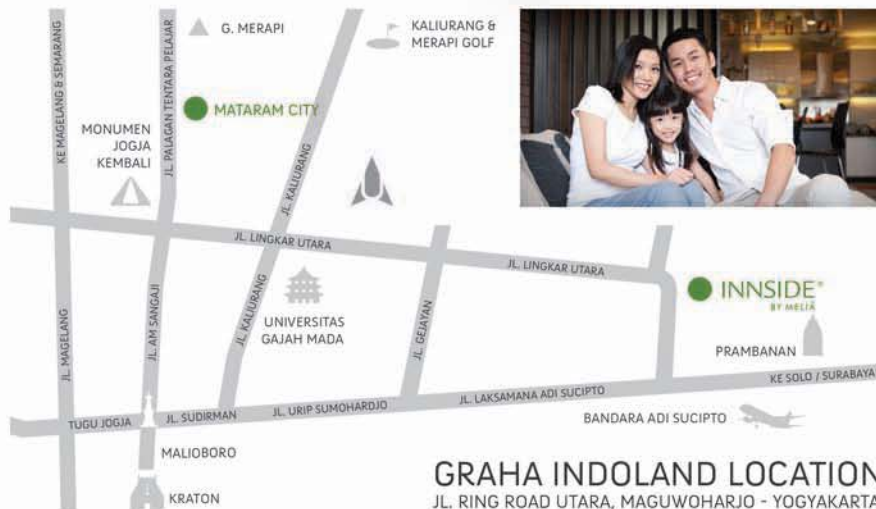 G. MERAPI
KALIURANG &
MERAPI GOLF
KE MAGELANG & SEMARANG
JL. PALAGAN TENTARA PELAJAR
MATARAM CITY
MONUMEN
JOGJA
KEMBALI
JL. KALIURANG
JL. LINGKAR UTARA
JL. LINGKAR UTARA
INNSIDE®
BY MELIÁ
JL. MAGELANG
JL. AM SANGAJI
JL. KALIURANG
UNIVERSITAS
GAJAH MADA
JL. GEJAYAN
PRAMBANAN
KE SOLO / SURABAYA
JL. LAKSAMANA ADI SUCIPTO
JL. URIP SUMOHARDJO
JL. SUDIRMAN
TUGU JOGJA
BANDARA ADI SUCIPTO
MALIOBORO
KRATON
GRAHA INDOLAND LOCATION
JL. RING ROAD UTARA, MAGUWOHARJO - YOGYAKARTA